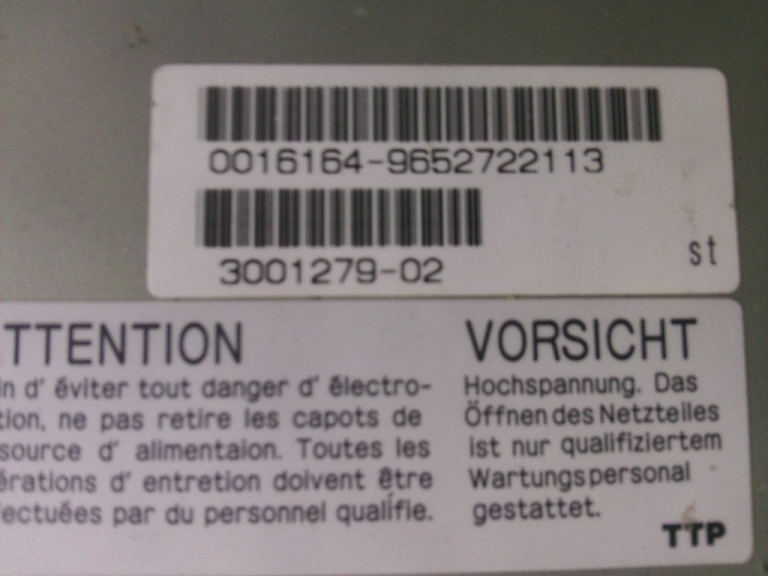 0016164-9652722113
3001279-02
st
TTENTION
n d' éviter tout danger d' électro-
tion, ne pas retire les capots de
source d' alimentaion. Toutes les
érations d' entretion doivent être
ectuées par du personnel qualifie.
VORSICHT
Hochspannung. Das
Öffnen des Netzteiles
ist nur qualifiziertem
Wartungspersonal
gestattet.
TTP